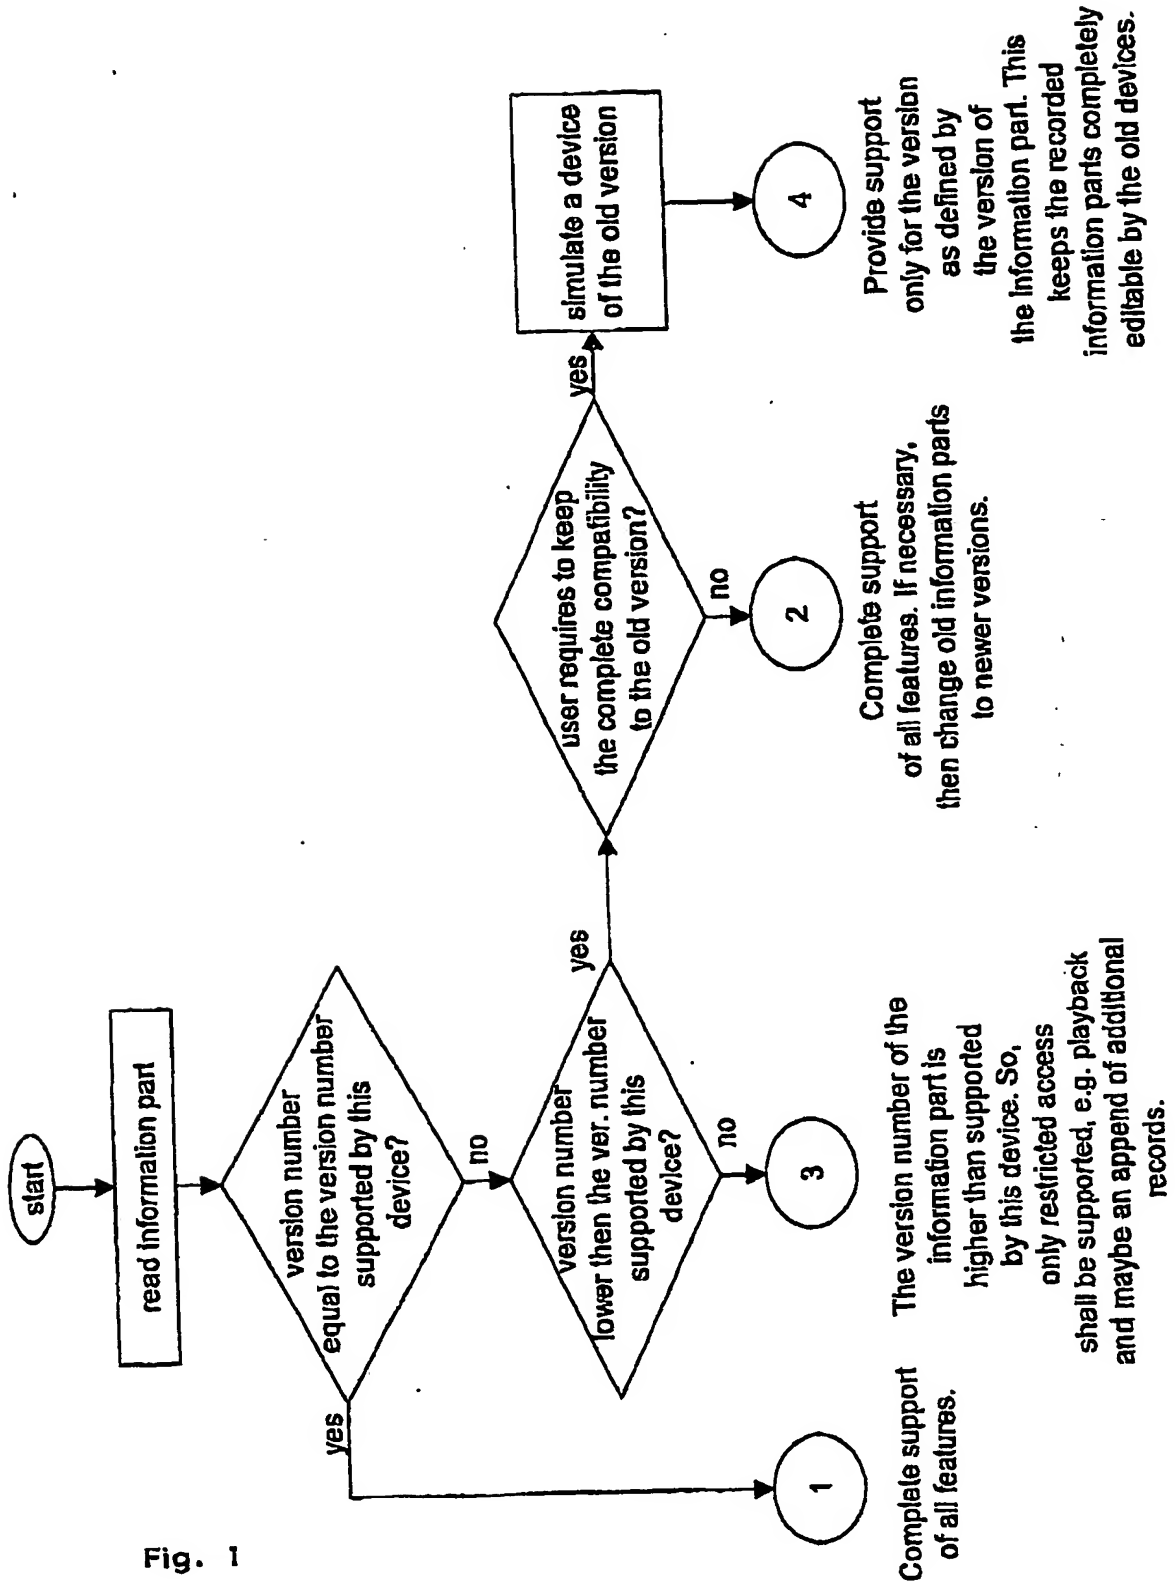 start
read information part
version number
equal to the version number
supported by this
device?
yes
no
version number
lower then the ver. number
supported by this
device?
yes
no
user requires to keep
the complete compatibility
to the old version?
yes
no
simulate a device
of the old version
1
Complete support
of all features.
3
The version number of the
information part is
higher than supported
by this device. So,
only restricted access
shall be supported, e.g. playback
and maybe an append of additional
records.
2
Complete support
of all features. If necessary,
then change old information parts
to newer versions.
4
Provide support
only for the version
as defined by
the version of
the Information part. This
keeps the recorded
information parts completely
editable by the old devices.
Fig. 1